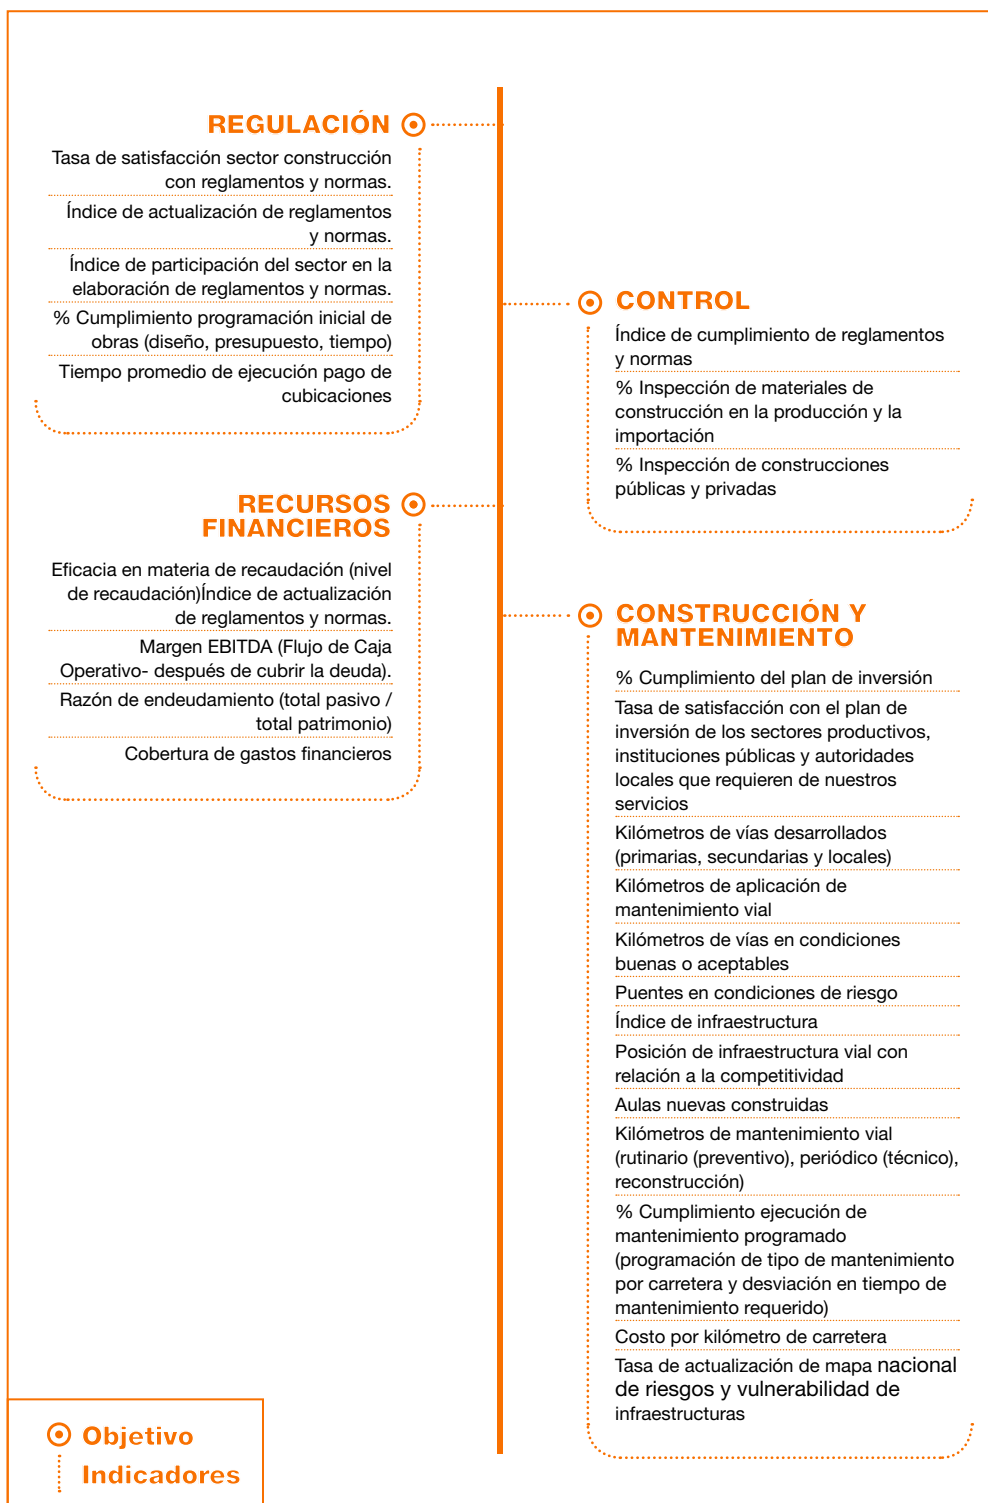 REGULACIÓN
Tasa de satisfacción sector construcción
con reglamentos y normas.
Índice de actualización de reglamentos
y normas.
Índice de participación del sector en la
elaboración de reglamentos y normas.
% Cumplimiento programación inicial de
obras (diseño, presupuesto, tiempo)
Tiempo promedio de ejecución pago de
cubicaciones
RECURSOS
FINANCIEROS
Eficacia en materia de recaudación (nivel
de recaudación)Índice de actualización
de reglamentos y normas.
Margen EBITDA (Flujo de Caja
Operativo- después de cubrir la deuda).
Razón de endeudamiento (total pasivo /
total patrimonio)
Cobertura de gastos financieros
CONTROL
Índice de cumplimiento de reglamentos
y normas
% Inspección de materiales de
construcción en la producción y la
importación
% Inspección de construcciones
públicas y privadas
CONSTRUCCIÓN Y
MANTENIMIENTO
% Cumplimiento del plan de inversión
Tasa de satisfacción con el plan de
inversión de los sectores productivos,
instituciones públicas y autoridades
locales que requieren de nuestros
servicios
Kilómetros de vías desarrollados
(primarias, secundarias y locales)
Kilómetros de aplicación de
mantenimiento vial
Kilómetros de vías en condiciones
buenas o aceptables
Puentes en condiciones de riesgo
Índice de infraestructura
Posición de infraestructura vial con
relación a la competitividad
Aulas nuevas construidas
Kilómetros de mantenimiento vial
(rutinario (preventivo), periódico (técnico),
reconstrucción)
% Cumplimiento ejecución de
mantenimiento programado
(programación de tipo de mantenimiento
por carretera y desviación en tiempo de
mantenimiento requerido)
Costo por kilómetro de carretera
Tasa de actualización de mapa nacional
de riesgos y vulnerabilidad de
infraestructuras
Objetivo
Indicadores